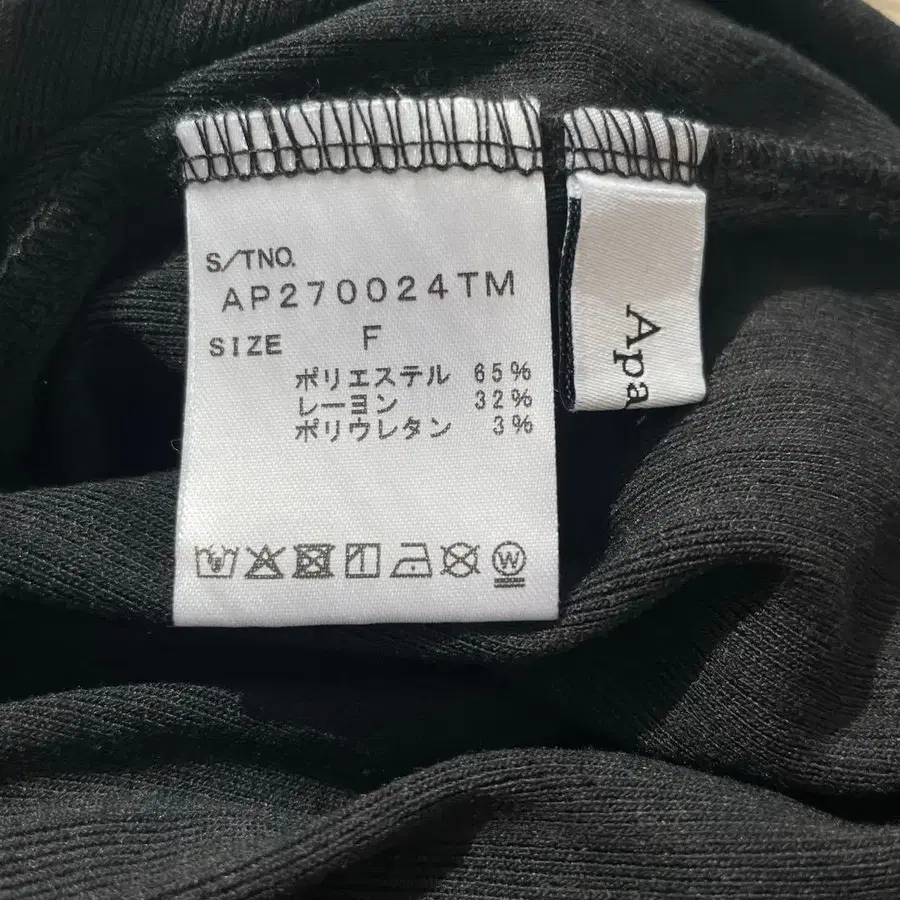 S/TNO.
AP270024TM
SIZE F
ポリエステル 65%
レーヨン 32%
ポリウレタン 3%
W
Apa